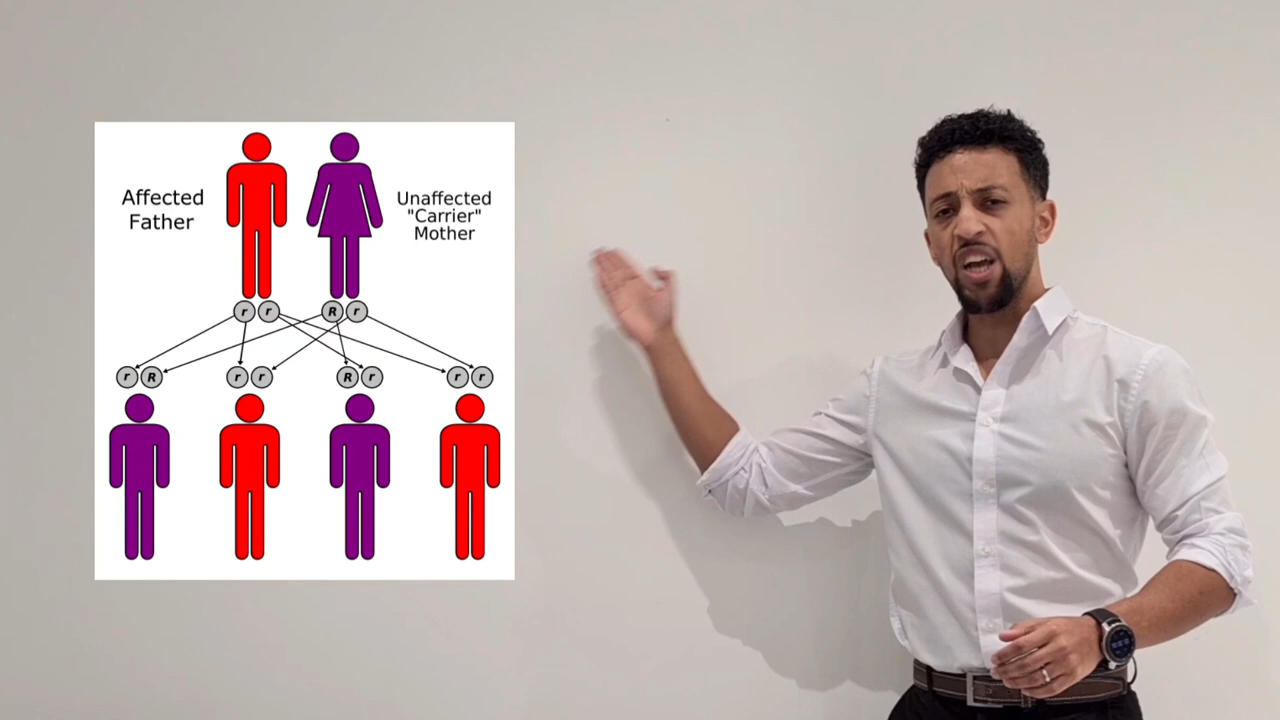 Affected
Father
Unaffected
"Carrier"
Mother
r r R r
r R r r R r r r